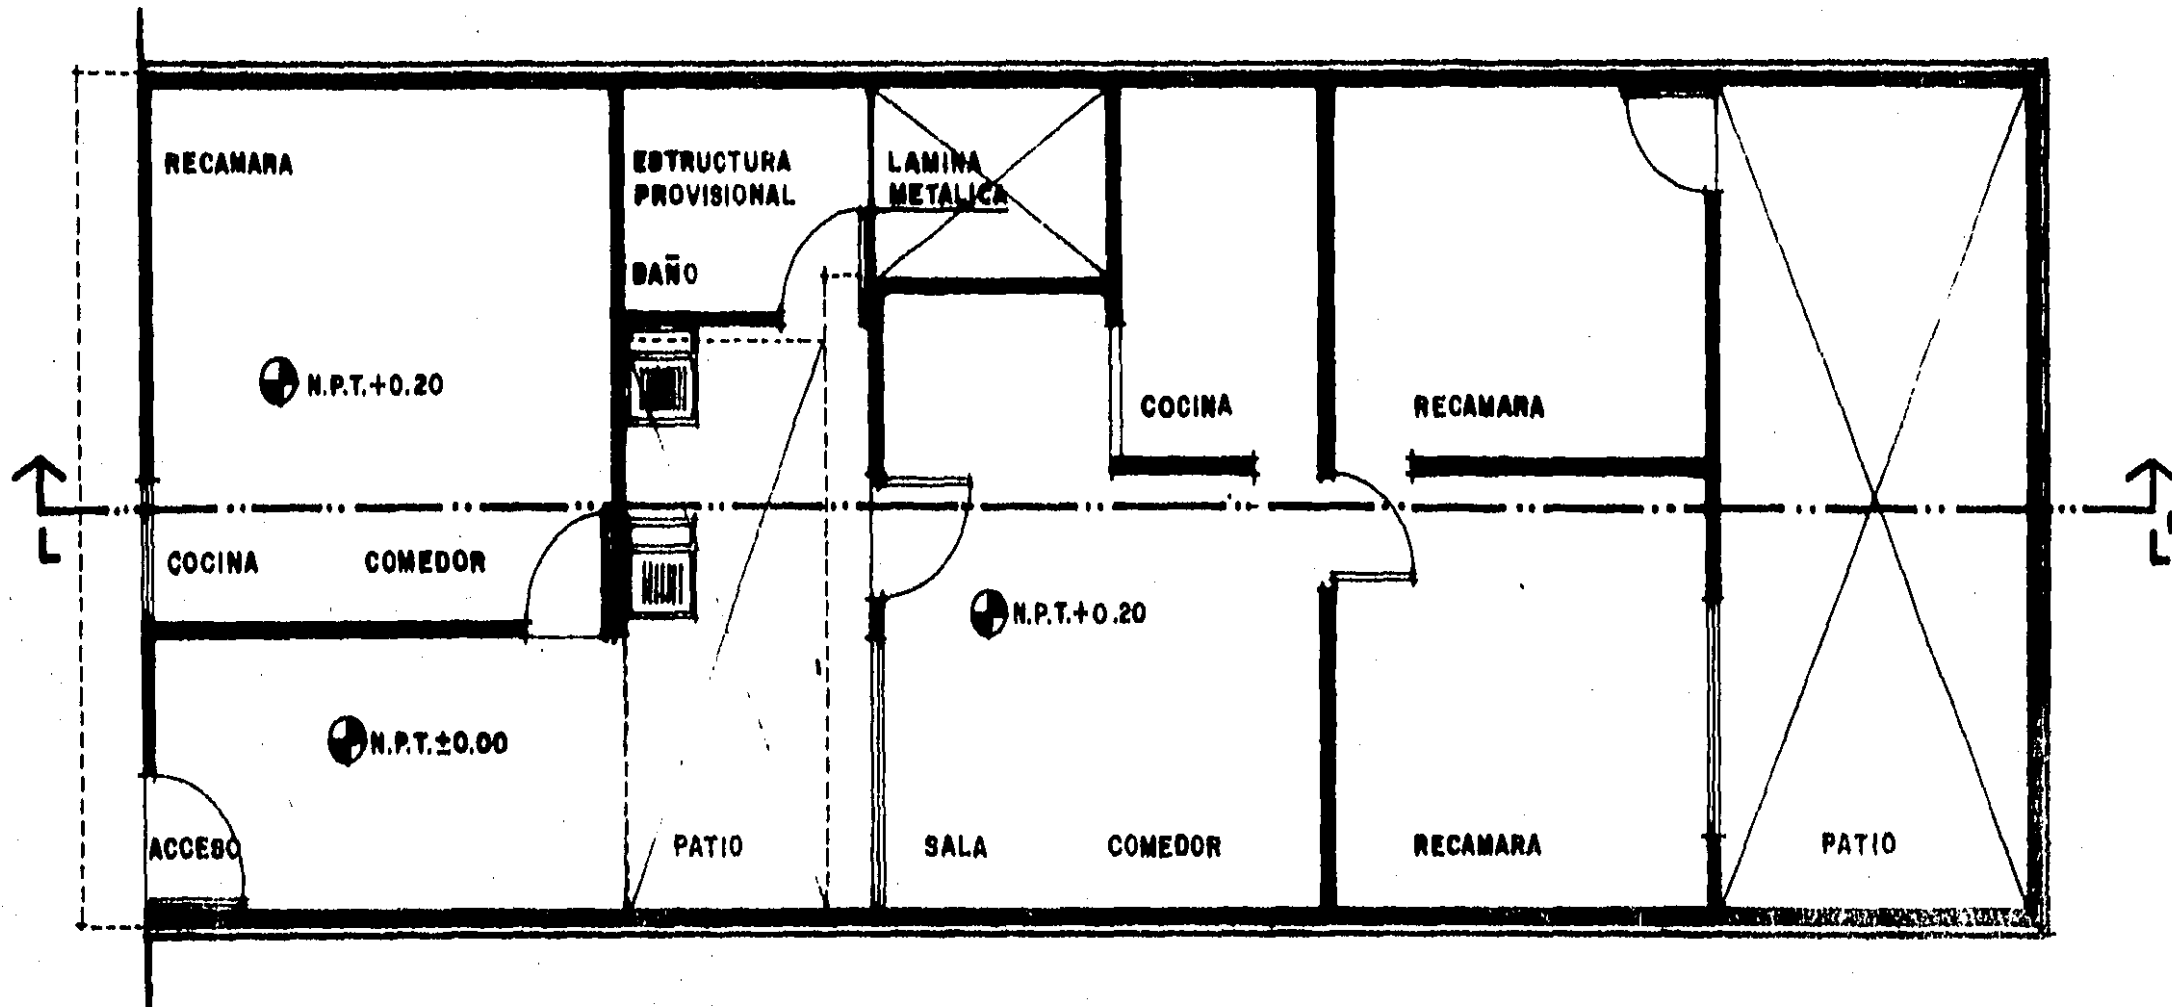 RECAMARA
ESTRUCTURA
PROVISIONAL
LAMINA
METALICA
BAÑO
N.P.T.+0.20
COCINA
RECAMARA
L
L'
COCINA COMEDOR
N.P.T.+0.20
N.P.T.±0.00
ACCESO
PATIO
SALA COMEDOR
RECAMARA
PATIO